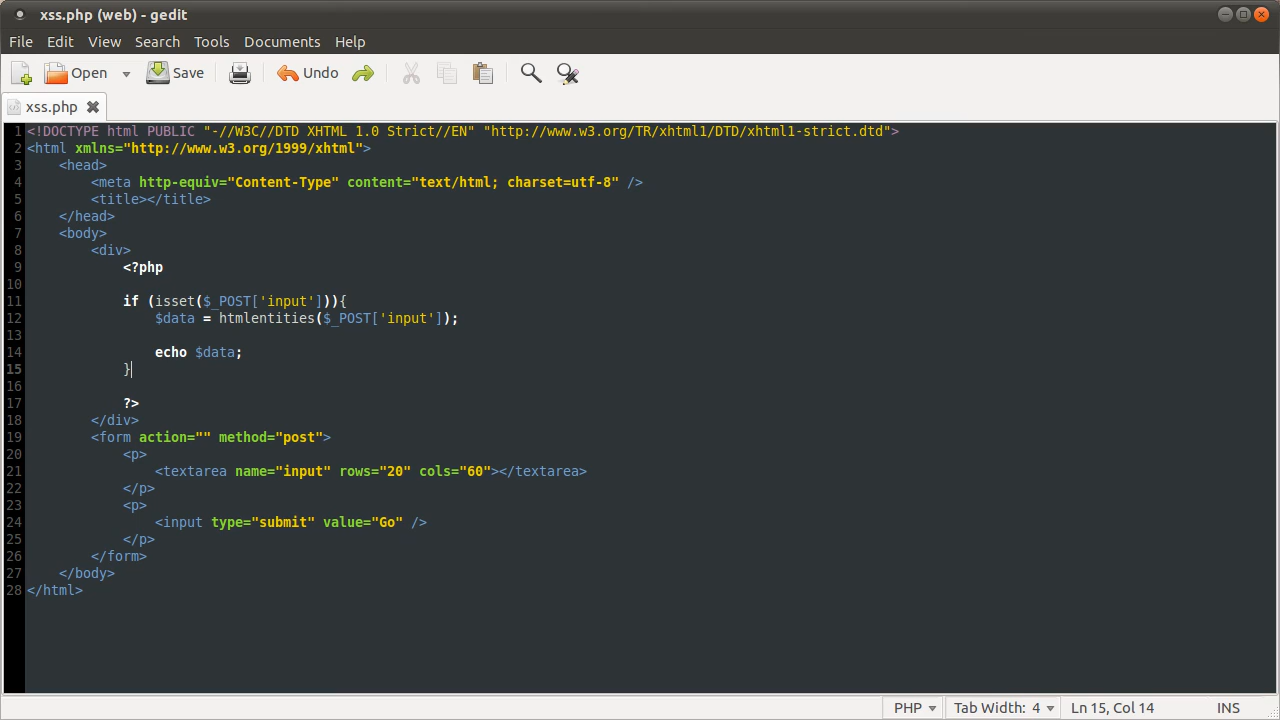 xss.php (web) - gedit
File Edit View Search Tools Documents Help
Open Save Undo
xss.php
1 <!DOCTYPE html PUBLIC "-//W3C//DTD XHTML 1.0 Strict//EN" "http://www.w3.org/TR/xhtml1/DTD/xhtml1-strict.dtd">
2 <html xmlns="http://www.w3.org/1999/xhtml">
3     <head>
4         <meta http-equiv="Content-Type" content="text/html; charset=utf-8" />
5         <title></title>
6     </head>
7     <body>
8         <div>
9             <?php
10
11             if (isset($_POST['input'])){
12                 $data = htmlentities($_POST['input']);
13
14                 echo $data;
15             }
16
17             ?>
18         </div>
19         <form action="" method="post">
20             <p>
21                 <textarea name="input" rows="20" cols="60"></textarea>
22             </p>
23             <p>
24                 <input type="submit" value="Go" />
25             </p>
26         </form>
27     </body>
28 </html>
PHP Tab Width: 4 Ln 15, Col 14 INS